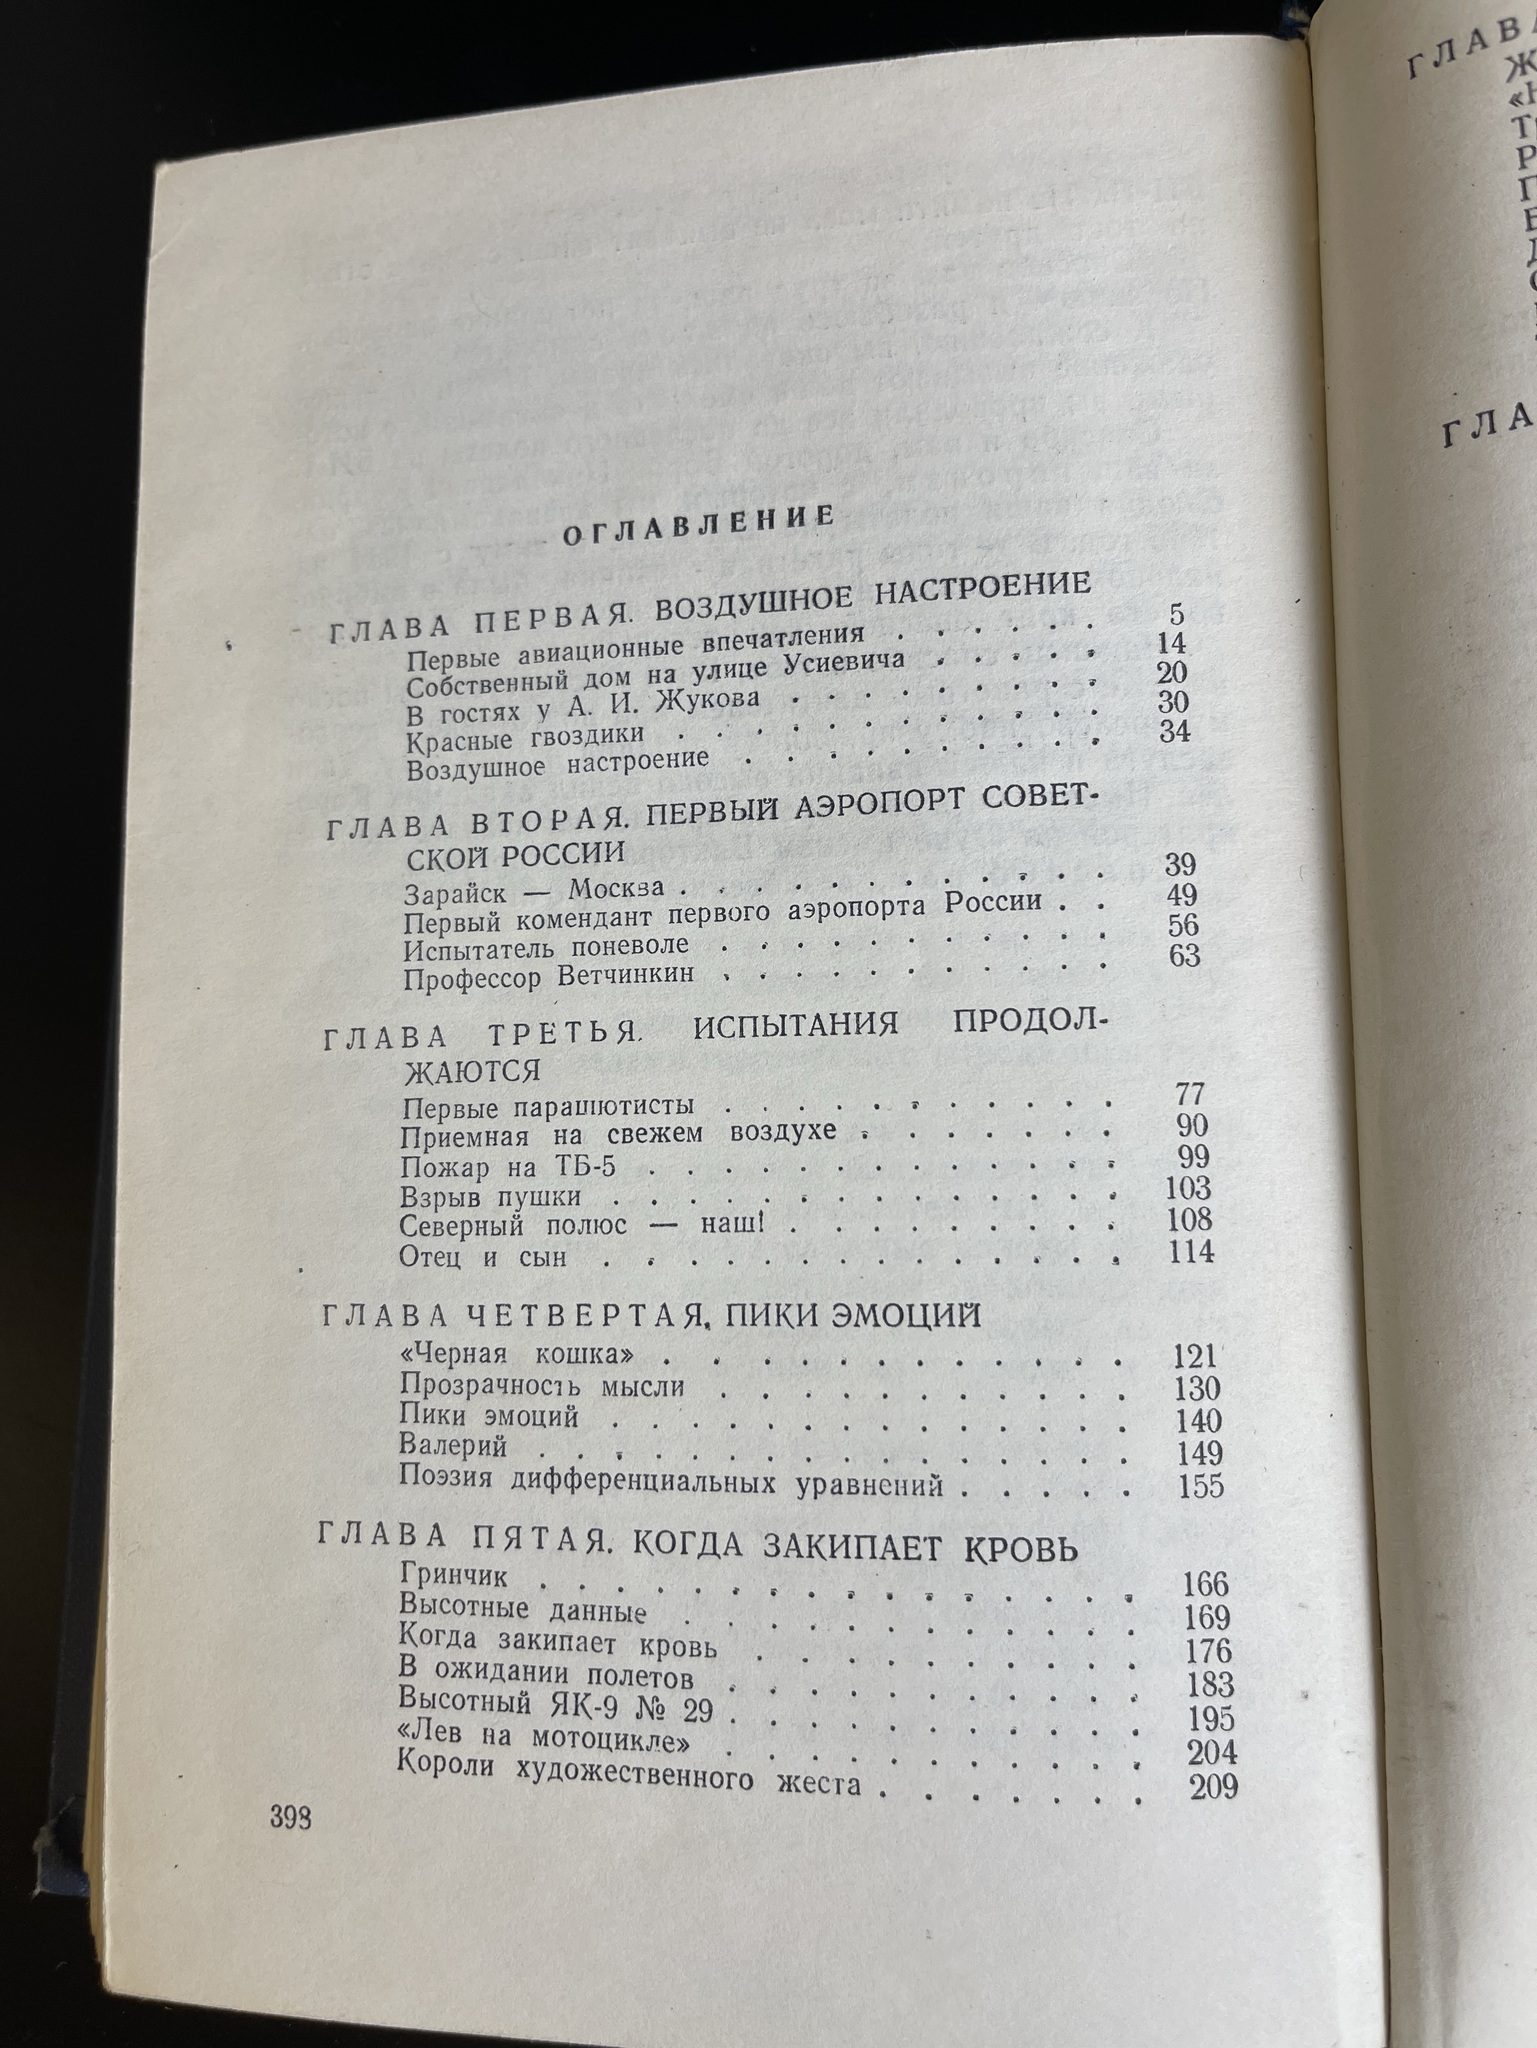 ОГЛАВЛЕНИЕ
ГЛАВА ПЕРВАЯ. ВОЗДУШНОЕ НАСТРОЕНИЕ
Первые авиационные впечатления . . . . . . 5
Собственный дом на улице Усиевича . . . . . 14
В гостях у А. И. Жукова . . . . . . . . . 20
Красные гвоздики . . . . . . . . . . . 30
Воздушное настроение . . . . . . . . . 34
ГЛАВА ВТОРАЯ. ПЕРВЫЙ АЭРОПОРТ СОВЕТ-
СКОЙ РОССИИ
Зарайск — Москва . . . . . . . . . . . 39
Первый комендант первого аэропорта России . . 49
Испытатель поневоле . . . . . . . . . . 56
Профессор Ветчинкин . . . . . . . . . . 63
ГЛАВА ТРЕТЬЯ. ИСПЫТАНИЯ ПРОДОЛ-
ЖАЮТСЯ
Первые парашютисты . . . . . . . . . . 77
Приемная на свежем воздухе . . . . . . . 90
Пожар на ТБ-5 . . . . . . . . . . . . 99
Взрыв пушки . . . . . . . . . . . . . 103
Северный полюс — наш! . . . . . . . . . 108
Отец и сын . . . . . . . . . . . . . 114
ГЛАВА ЧЕТВЕРТАЯ. ПИКИ ЭМОЦИЙ
«Черная кошка» . . . . . . . . . . . 121
Прозрачность мысли . . . . . . . . . . 130
Пики эмоций . . . . . . . . . . . . 140
Валерий . . . . . . . . . . . . . . 149
Поэзия дифференциальных уравнений . . . . . 155
ГЛАВА ПЯТАЯ. КОГДА ЗАКИПАЕТ КРОВЬ
Гринчик . . . . . . . . . . . . . . . 166
Высотные данные . . . . . . . . . . . . 169
Когда закипает кровь . . . . . . . . . 176
В ожидании полетов . . . . . . . . . . 183
Высотный ЯК-9 № 29 . . . . . . . . . . 195
«Лев на мотоцикле» . . . . . . . . . . 204
Короли художественного жеста . . . . . . . 209
398
ГЛАВА
ГЛА